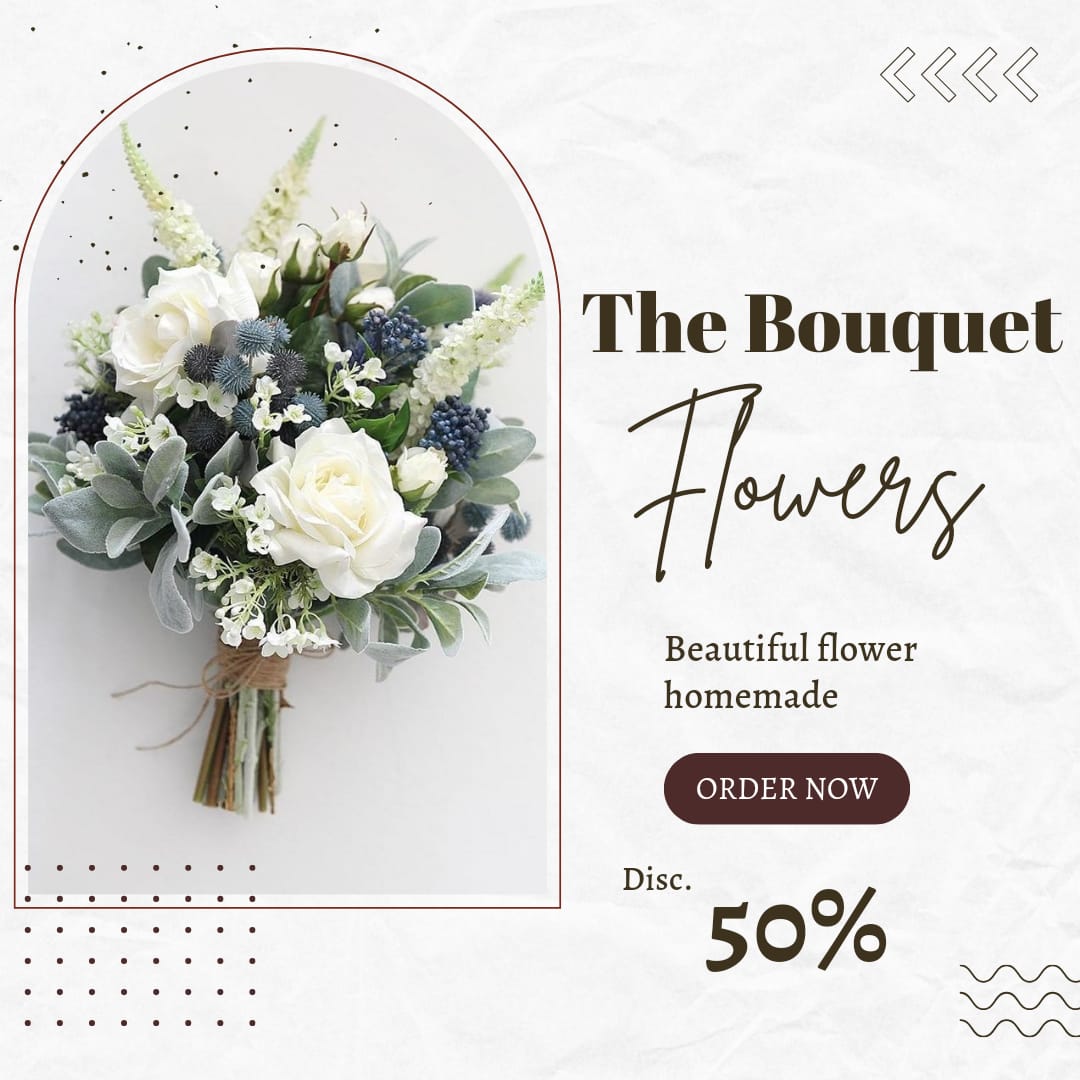 The Bouquet
Flowers
Beautiful flower
homemade
ORDER NOW
Disc.
50%